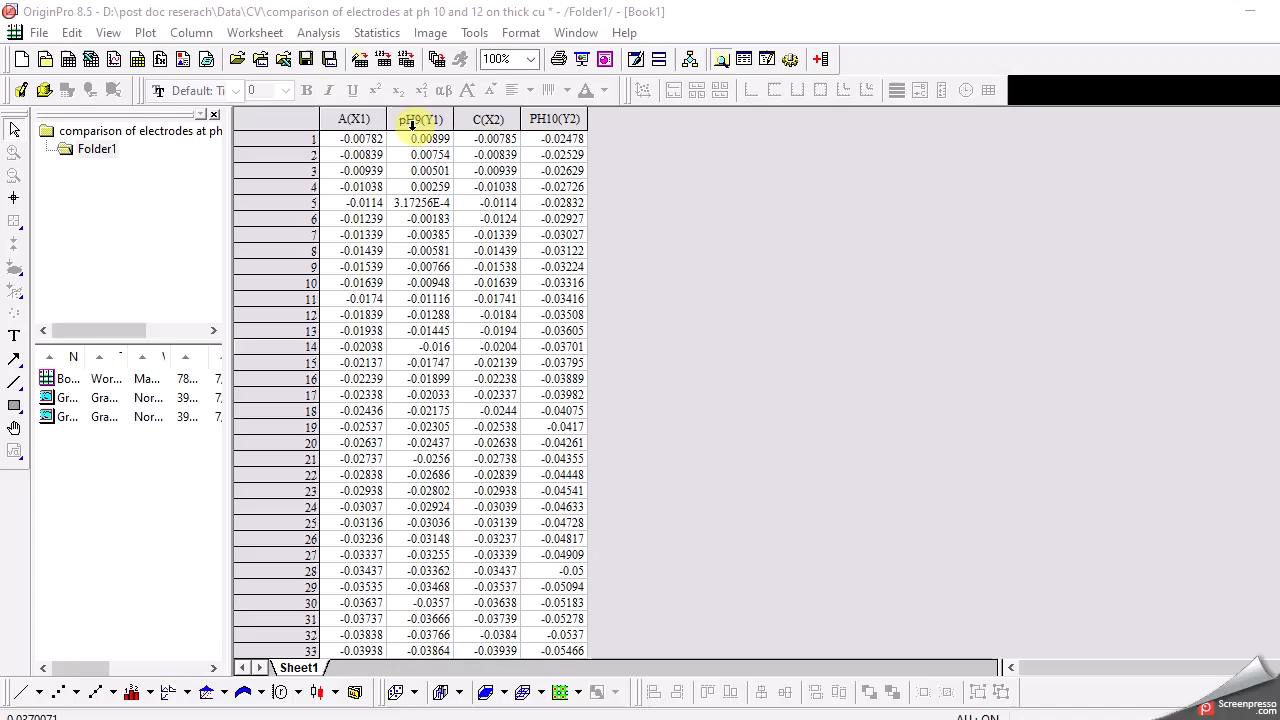 OriginPro 8.5 - D:\post doc reserach\Data\CV\comparison of electrodes at ph 10 and 12 on thick cu * - /Folder1/ - [Book1]
File Edit View Plot Column Worksheet Analysis Statistics Image Tools Format Window Help
100%
Default: Ti 0 B I U x² x₂ αβ A A A
A(X1) pH9(Y1) C(X2) PH10(Y2)
comparison of electrodes at ph
Folder1
1 -0.00782 0.00899 -0.00785 -0.02478
2 -0.00839 0.00754 -0.00839 -0.02529
3 -0.00939 0.00501 -0.00939 -0.02629
4 -0.01038 0.00259 -0.01038 -0.02726
5 -0.0114 3.17256E-4 -0.0114 -0.02832
6 -0.01239 -0.00183 -0.0124 -0.02927
7 -0.01339 -0.00385 -0.01339 -0.03027
8 -0.01439 -0.00581 -0.01439 -0.03122
9 -0.01539 -0.00766 -0.01538 -0.03224
10 -0.01639 -0.00948 -0.01639 -0.03316
11 -0.0174 -0.01116 -0.01741 -0.03416
12 -0.01839 -0.01288 -0.0184 -0.03508
13 -0.01938 -0.01445 -0.0194 -0.03605
14 -0.02038 -0.016 -0.0204 -0.03701
15 -0.02137 -0.01747 -0.02139 -0.03795
16 -0.02239 -0.01899 -0.02238 -0.03889
17 -0.02338 -0.02033 -0.02337 -0.03982
18 -0.02436 -0.02175 -0.0244 -0.04075
19 -0.02537 -0.02305 -0.02538 -0.0417
20 -0.02637 -0.02437 -0.02638 -0.04261
21 -0.02737 -0.0256 -0.02738 -0.04355
22 -0.02838 -0.02686 -0.02839 -0.04448
23 -0.02938 -0.02802 -0.02938 -0.04541
24 -0.03037 -0.02924 -0.03039 -0.04633
25 -0.03136 -0.03036 -0.03139 -0.04728
26 -0.03236 -0.03148 -0.03237 -0.04817
27 -0.03337 -0.03255 -0.03339 -0.04909
28 -0.03437 -0.03362 -0.03437 -0.05
29 -0.03535 -0.03468 -0.03537 -0.05094
30 -0.03637 -0.0357 -0.03638 -0.05183
31 -0.03737 -0.03666 -0.03739 -0.05278
32 -0.03838 -0.03766 -0.0384 -0.0537
33 -0.03938 -0.03864 -0.03939 -0.05466
N
Bo... Wor... Ma... 78... 7,
Gr... Gra... Nor... 39... 7,
Gr... Gra... Nor... 39... 7,
Sheet1
Screenpresso
.com